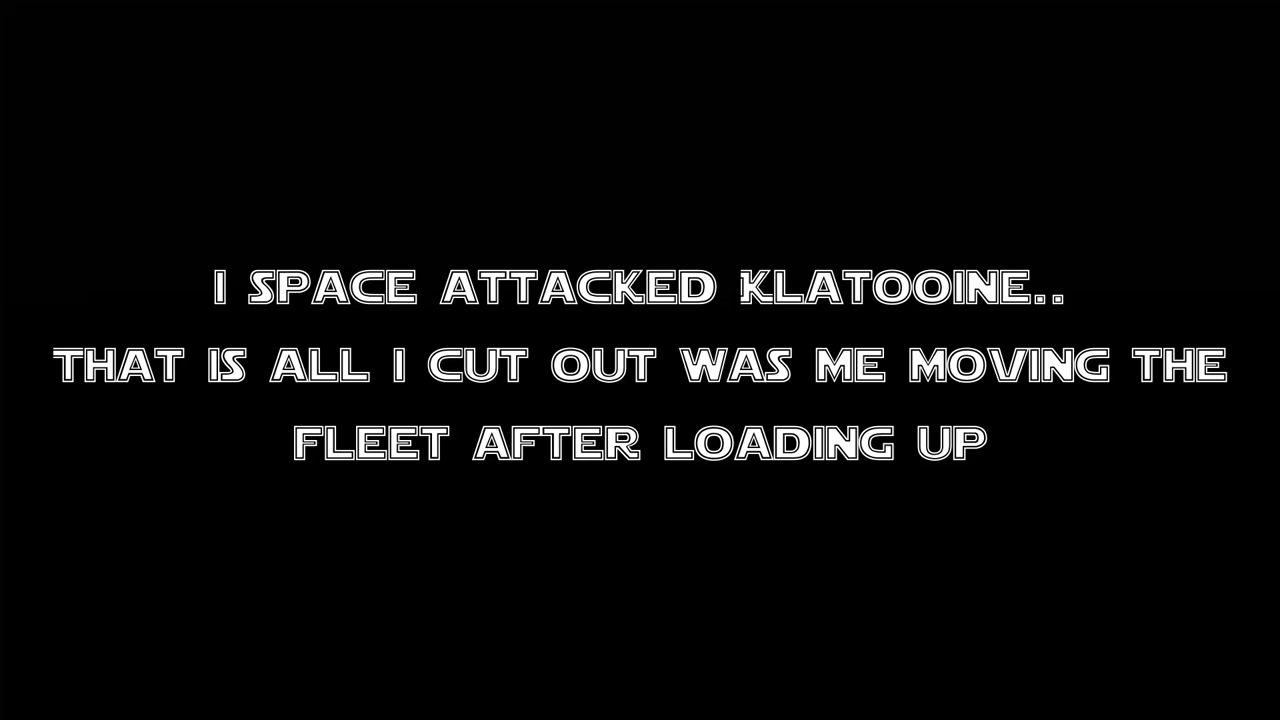 I SPACE ATTACKED KLATOOINE..
THAT IS ALL I CUT OUT WAS ME MOVING THE
FLEET AFTER LOADING UP